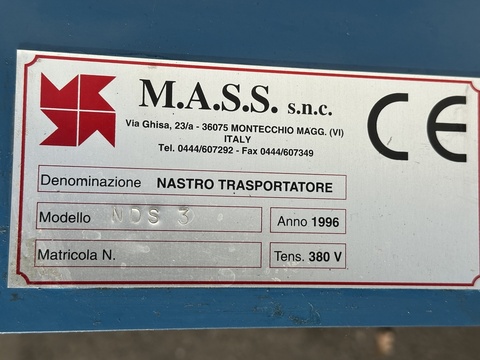 M.A.S.S. s.n.c.
Via Ghisa, 23/a - 36075 MONTECCHIO MAGG. (VI)
ITALY
Tel. 0444/607292 - Fax 0444/607349
CE
Denominazione NASTRO TRASPORTATORE
Modello NDS 3 Anno 1996
Matricola N. Tens. 380 V